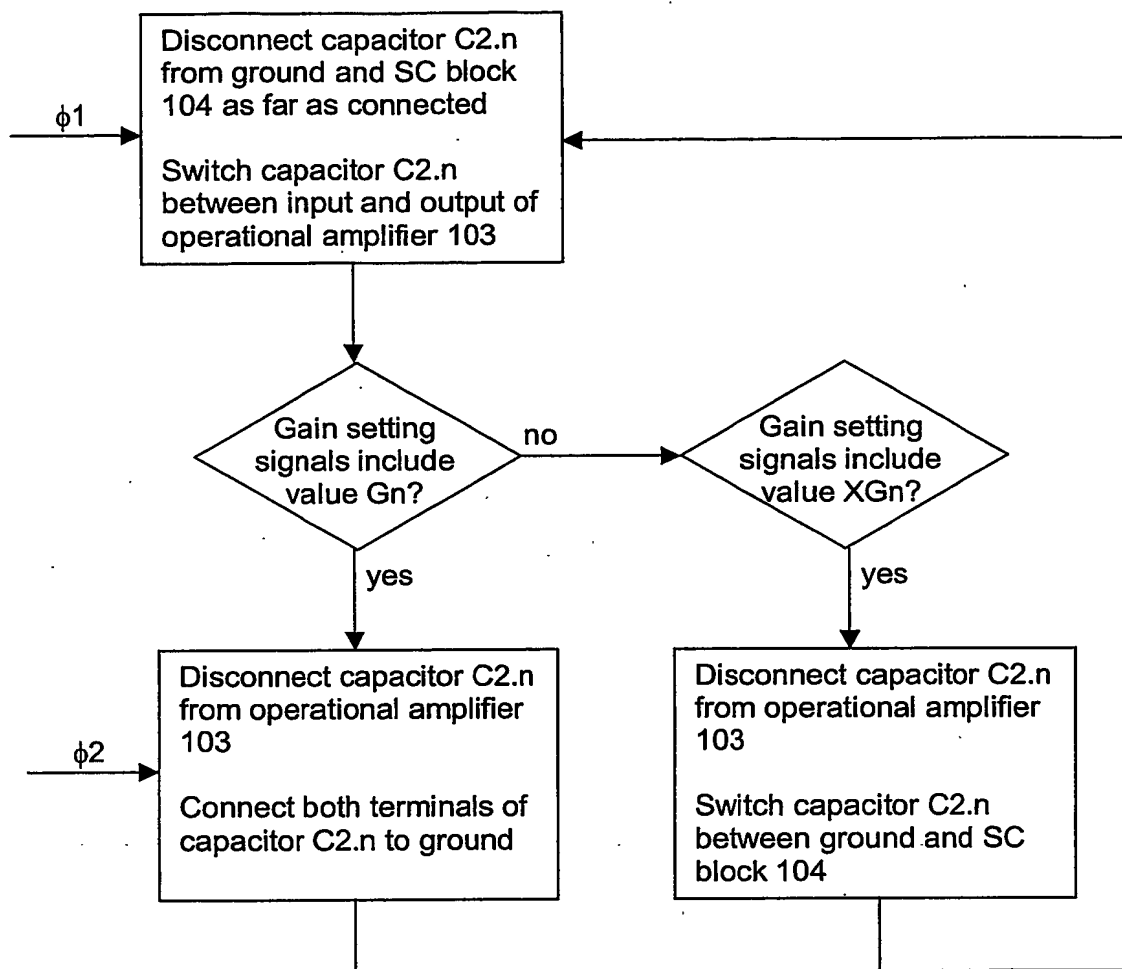 Disconnect capacitor C2.n
from ground and SC block
104 as far as connected
ϕ1
Switch capacitor C2.n
between input and output of
operational amplifier 103
Gain setting
signals include
value Gn?
no
Gain setting
signals include
value XGn?
yes
yes
Disconnect capacitor C2.n
from operational amplifier
103
ϕ2
Connect both terminals of
capacitor C2.n to ground
Disconnect capacitor C2.n
from operational amplifier
103
Switch capacitor C2.n
between ground and SC
block 104